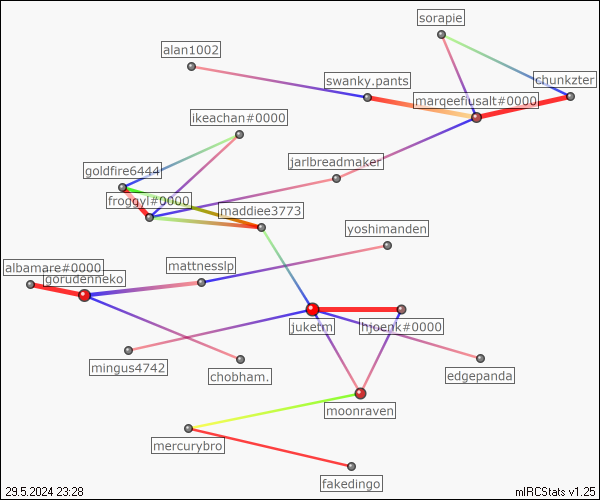 sorapie
alan1002
swanky.pants
chunkzter
marqeefiusalt#0000
ikeachan#0000
jarlbreadmaker
goldfire6444
froggyl#0000
maddiee3773
yoshimanden
albamare#0000
mattnesslp
gorudenneko
juketm
hjoenk#0000
mingus4742
chobham.
edgepanda
moonraven
mercurybro
fakedingo
29.5.2024 23:28
mIRCStats v1.25